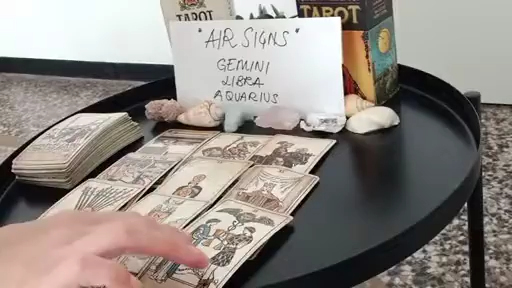 TAROT
TAROT
"AIR SIGNS"
GEMINI
LIBRA
AQUARIUS